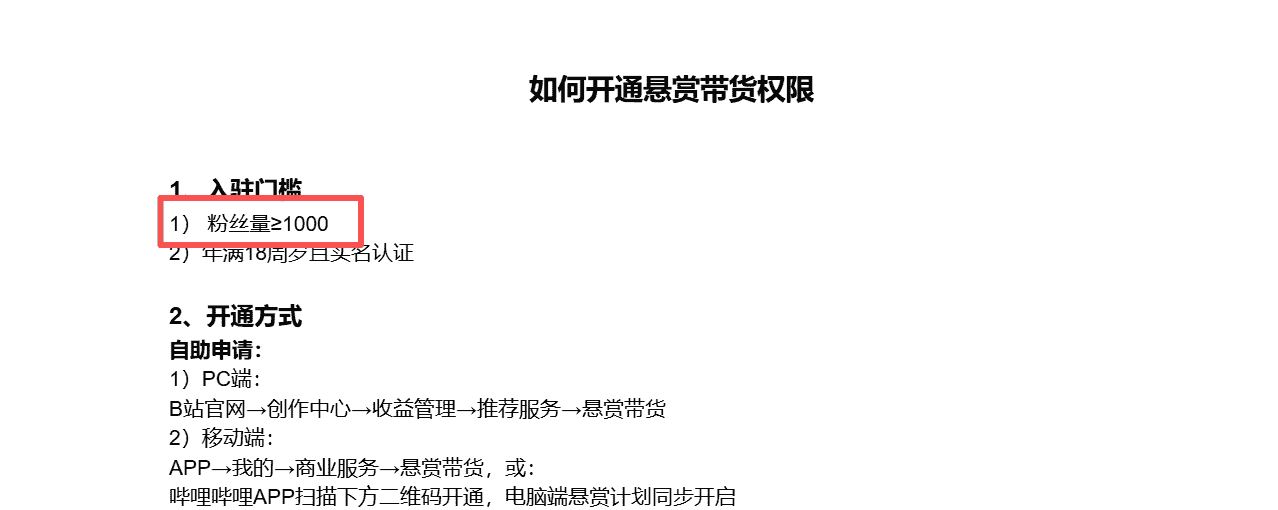 如何开通悬赏带货权限
1、入驻门槛
1） 粉丝量≥1000
2）年满18周岁且实名认证
2、开通方式
自助申请：
1）PC端：
B站官网→创作中心→收益管理→推荐服务→悬赏带货
2）移动端：
APP→我的→商业服务→悬赏带货，或：
哔哩哔哩APP扫描下方二维码开通，电脑端悬赏计划同步开启